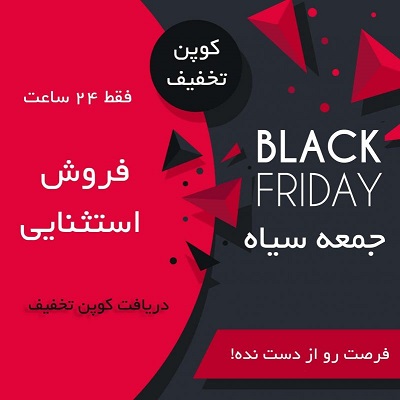 کوپن
تخفیف
فقط ۲۴ ساعت
فروش
استثنایی
BLACK
FRIDAY
جمعه سیاه
دریافت کوپن تخفیف
فرصت رو از دست نده!